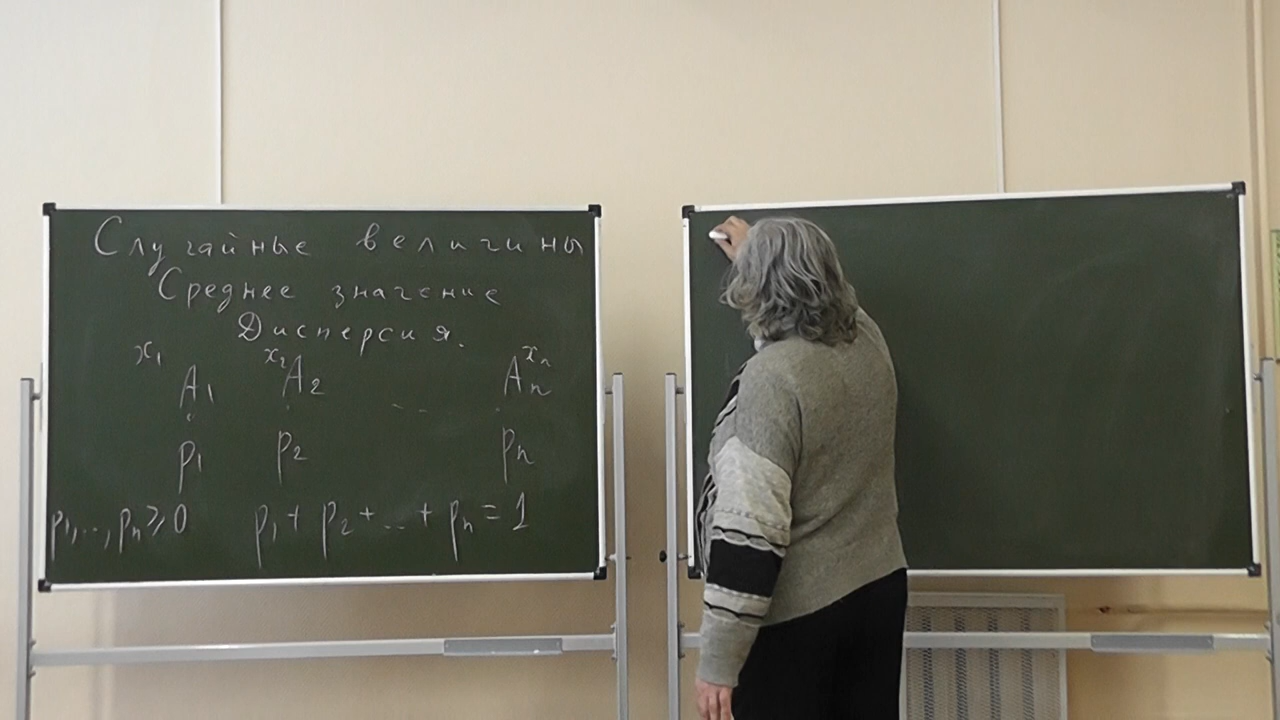 Случайные величины
Среднее значение
Дисперсия.
x₁ x₂ xₙ
A₁ A₂ ... Aₙ
p₁ p₂ pₙ
p₁,...,pₙ ⩾ 0 p₁ + p₂ + ... + pₙ = 1